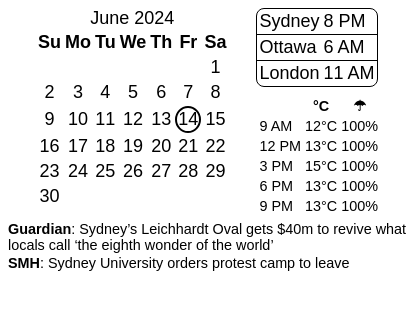 June 2024
Su Mo Tu We Th Fr Sa
1
2 3 4 5 6 7 8
9 10 11 12 13 14 15
16 17 18 19 20 21 22
23 24 25 26 27 28 29
30
Sydney 8 PM
Ottawa 6 AM
London 11 AM
°C ☂
9 AM 12°C 100%
12 PM 13°C 100%
3 PM 15°C 100%
6 PM 13°C 100%
9 PM 13°C 100%
Guardian: Sydney’s Leichhardt Oval gets $40m to revive what
locals call ‘the eighth wonder of the world’
SMH: Sydney University orders protest camp to leave